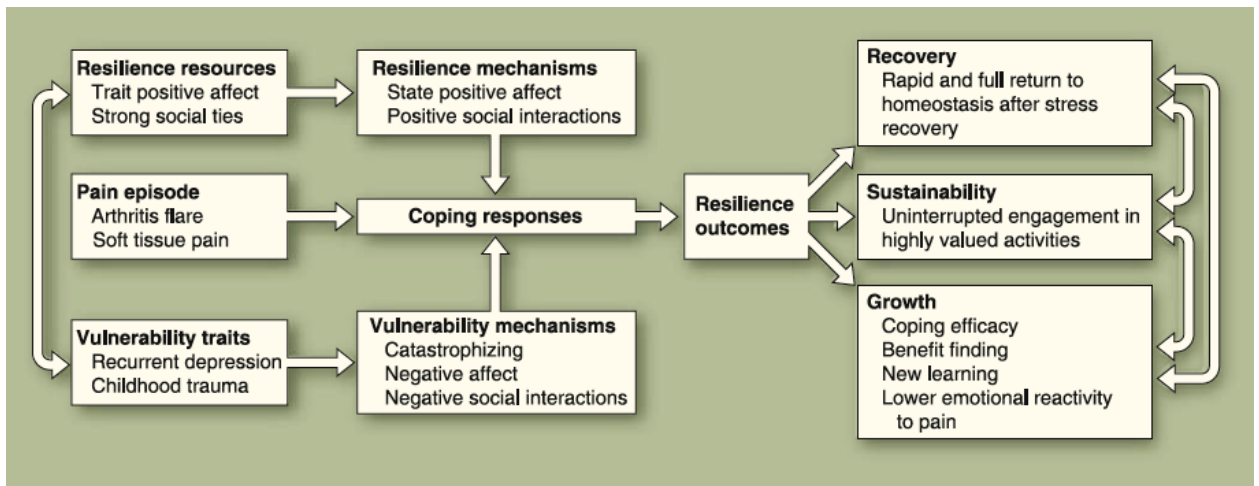 Resilience resources
Trait positive affect
Strong social ties
Resilience mechanisms
State positive affect
Positive social interactions
Pain episode
Arthritis flare
Soft tissue pain
Coping responses
Vulnerability traits
Recurrent depression
Childhood trauma
Vulnerability mechanisms
Catastrophizing
Negative affect
Negative social interactions
Resilience
outcomes
Recovery
Rapid and full return to
homeostasis after stress
recovery
Sustainability
Uninterrupted engagement in
highly valued activities
Growth
Coping efficacy
Benefit finding
New learning
Lower emotional reactivity
to pain